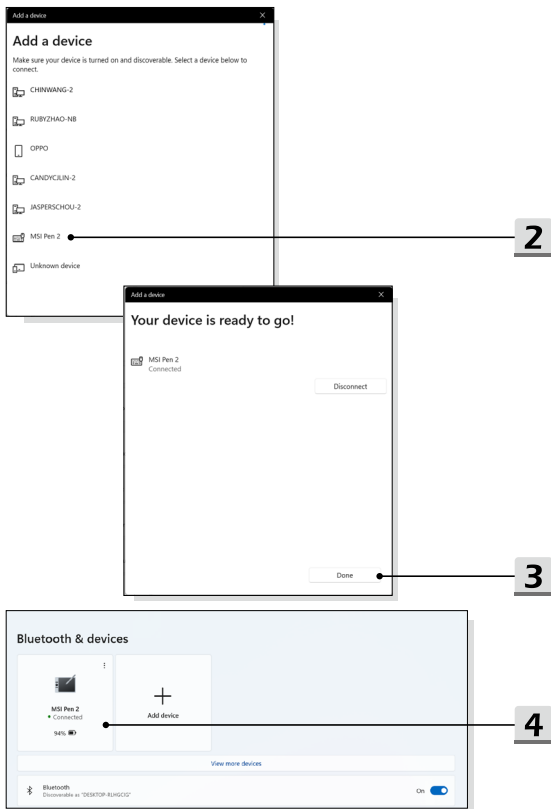 Add a device
Add a device
Make sure your device is turned on and discoverable. Select a device below to
connect.
CHINWANG-2
RUBYZHAO-NB
OPPO
CANDYCJLIN-2
JASPERSCHOU-2
MSI Pen 2
2
Unknown device
Add a device
Your device is ready to go!
MSI Pen 2
Connected
Disconnect
Done
3
Bluetooth & devices
MSI Pen 2
Connected
94%
Add device
4
View more devices
Bluetooth
Discoverable as "DESKTOP-RLHGCIG"
On